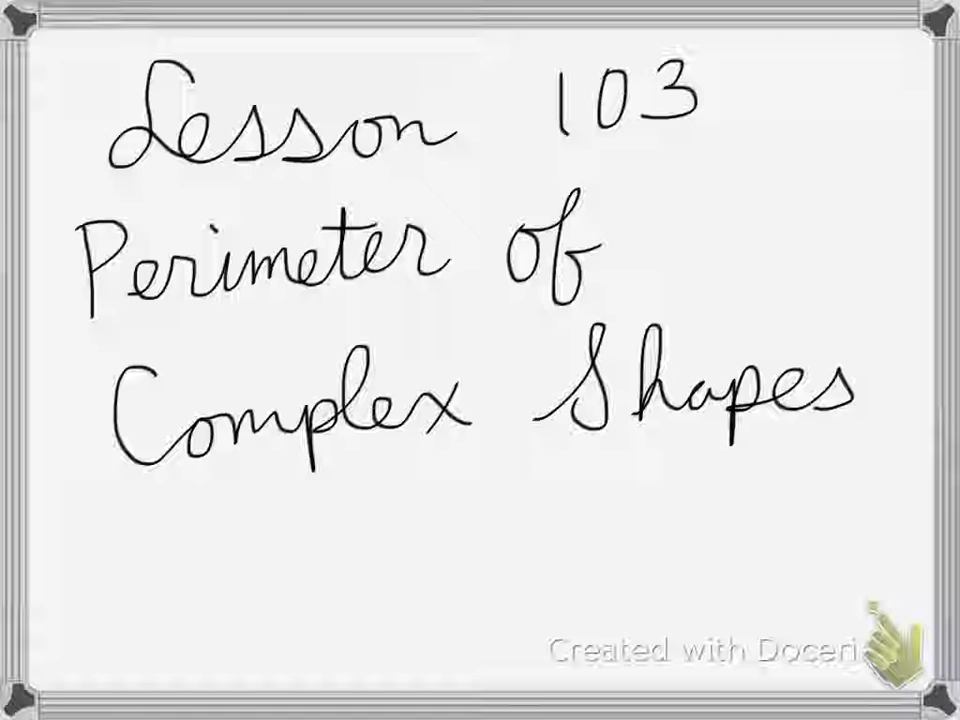 Lesson 103
Perimeter of
Complex Shapes
Created with Doceri